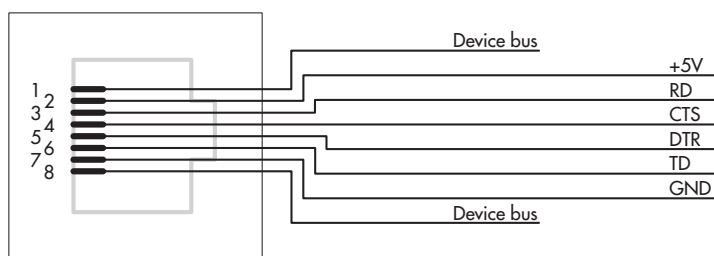 Device bus
+5V
1
2
RD
3
CTS
4
DTR
5
6
TD
7
8
GND
Device bus